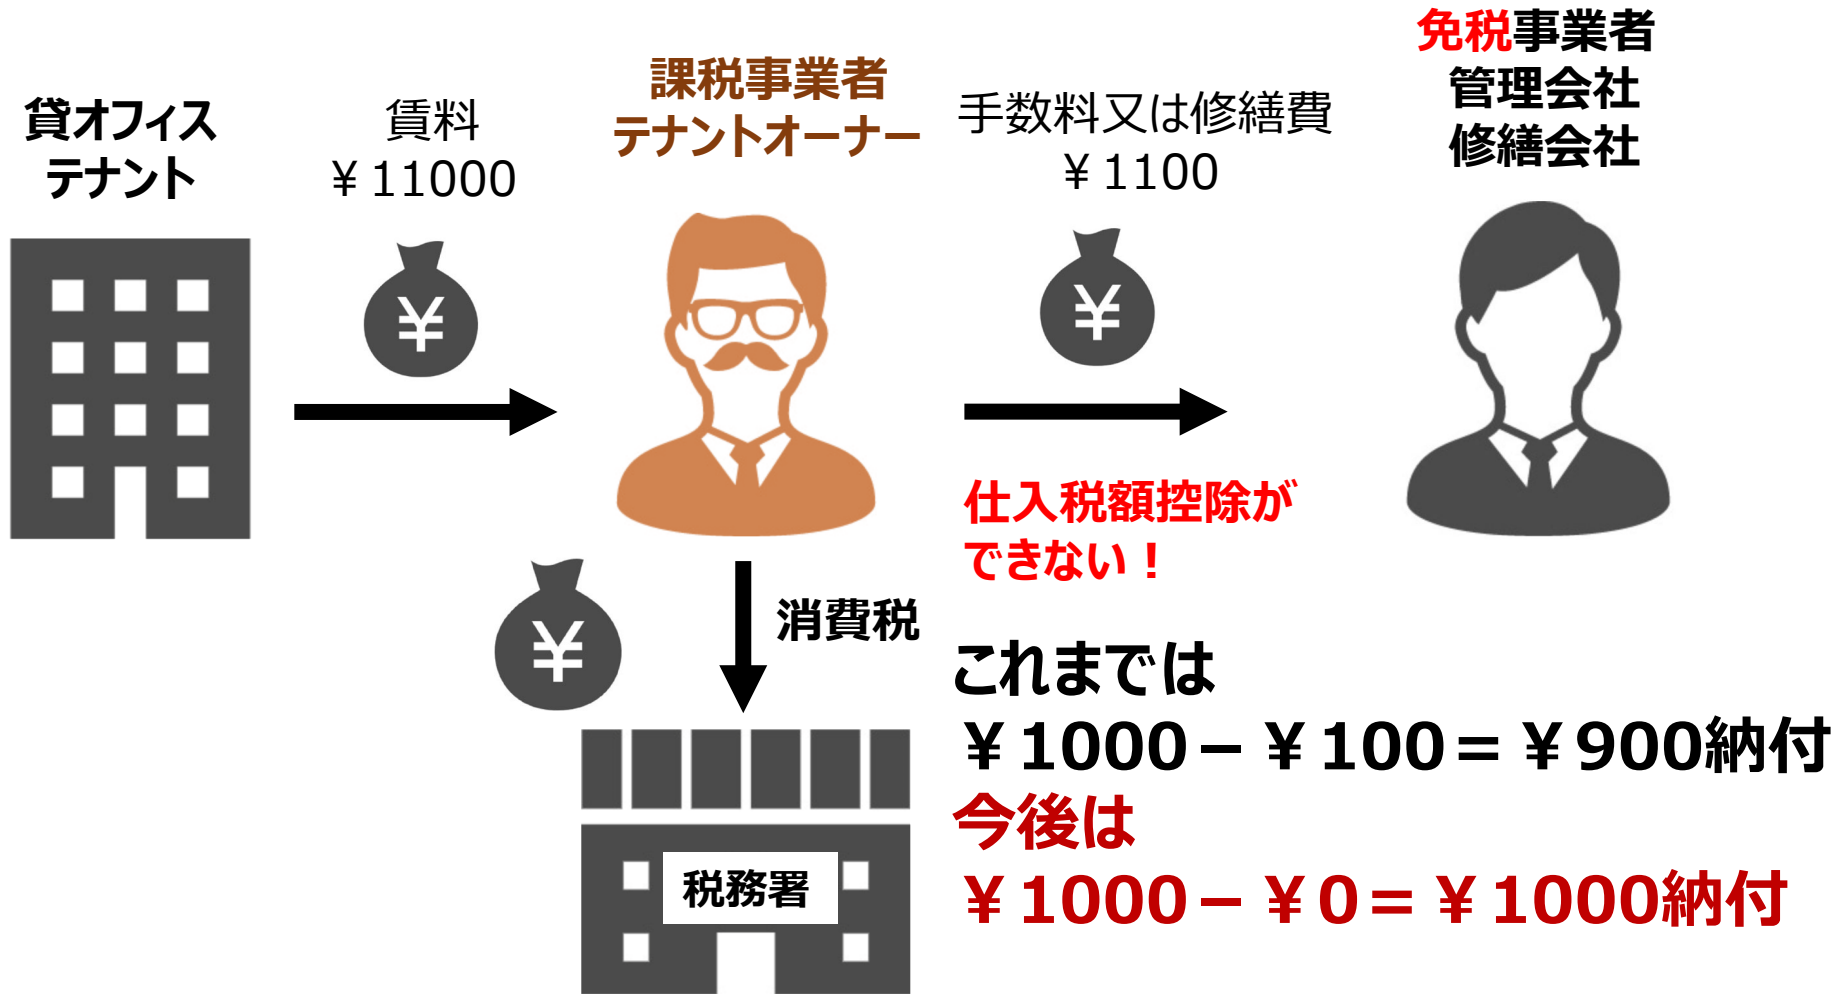 貸オフィス
テナント
賃料
￥11000
課税事業者
テナントオーナー
手数料又は修繕費
￥1100
免税事業者
管理会社
修繕会社
¥
¥
仕入税額控除が
できない！
¥
消費税
これまでは
￥1000－￥100＝￥900納付
今後は
￥1000－￥0＝￥1000納付
税務署